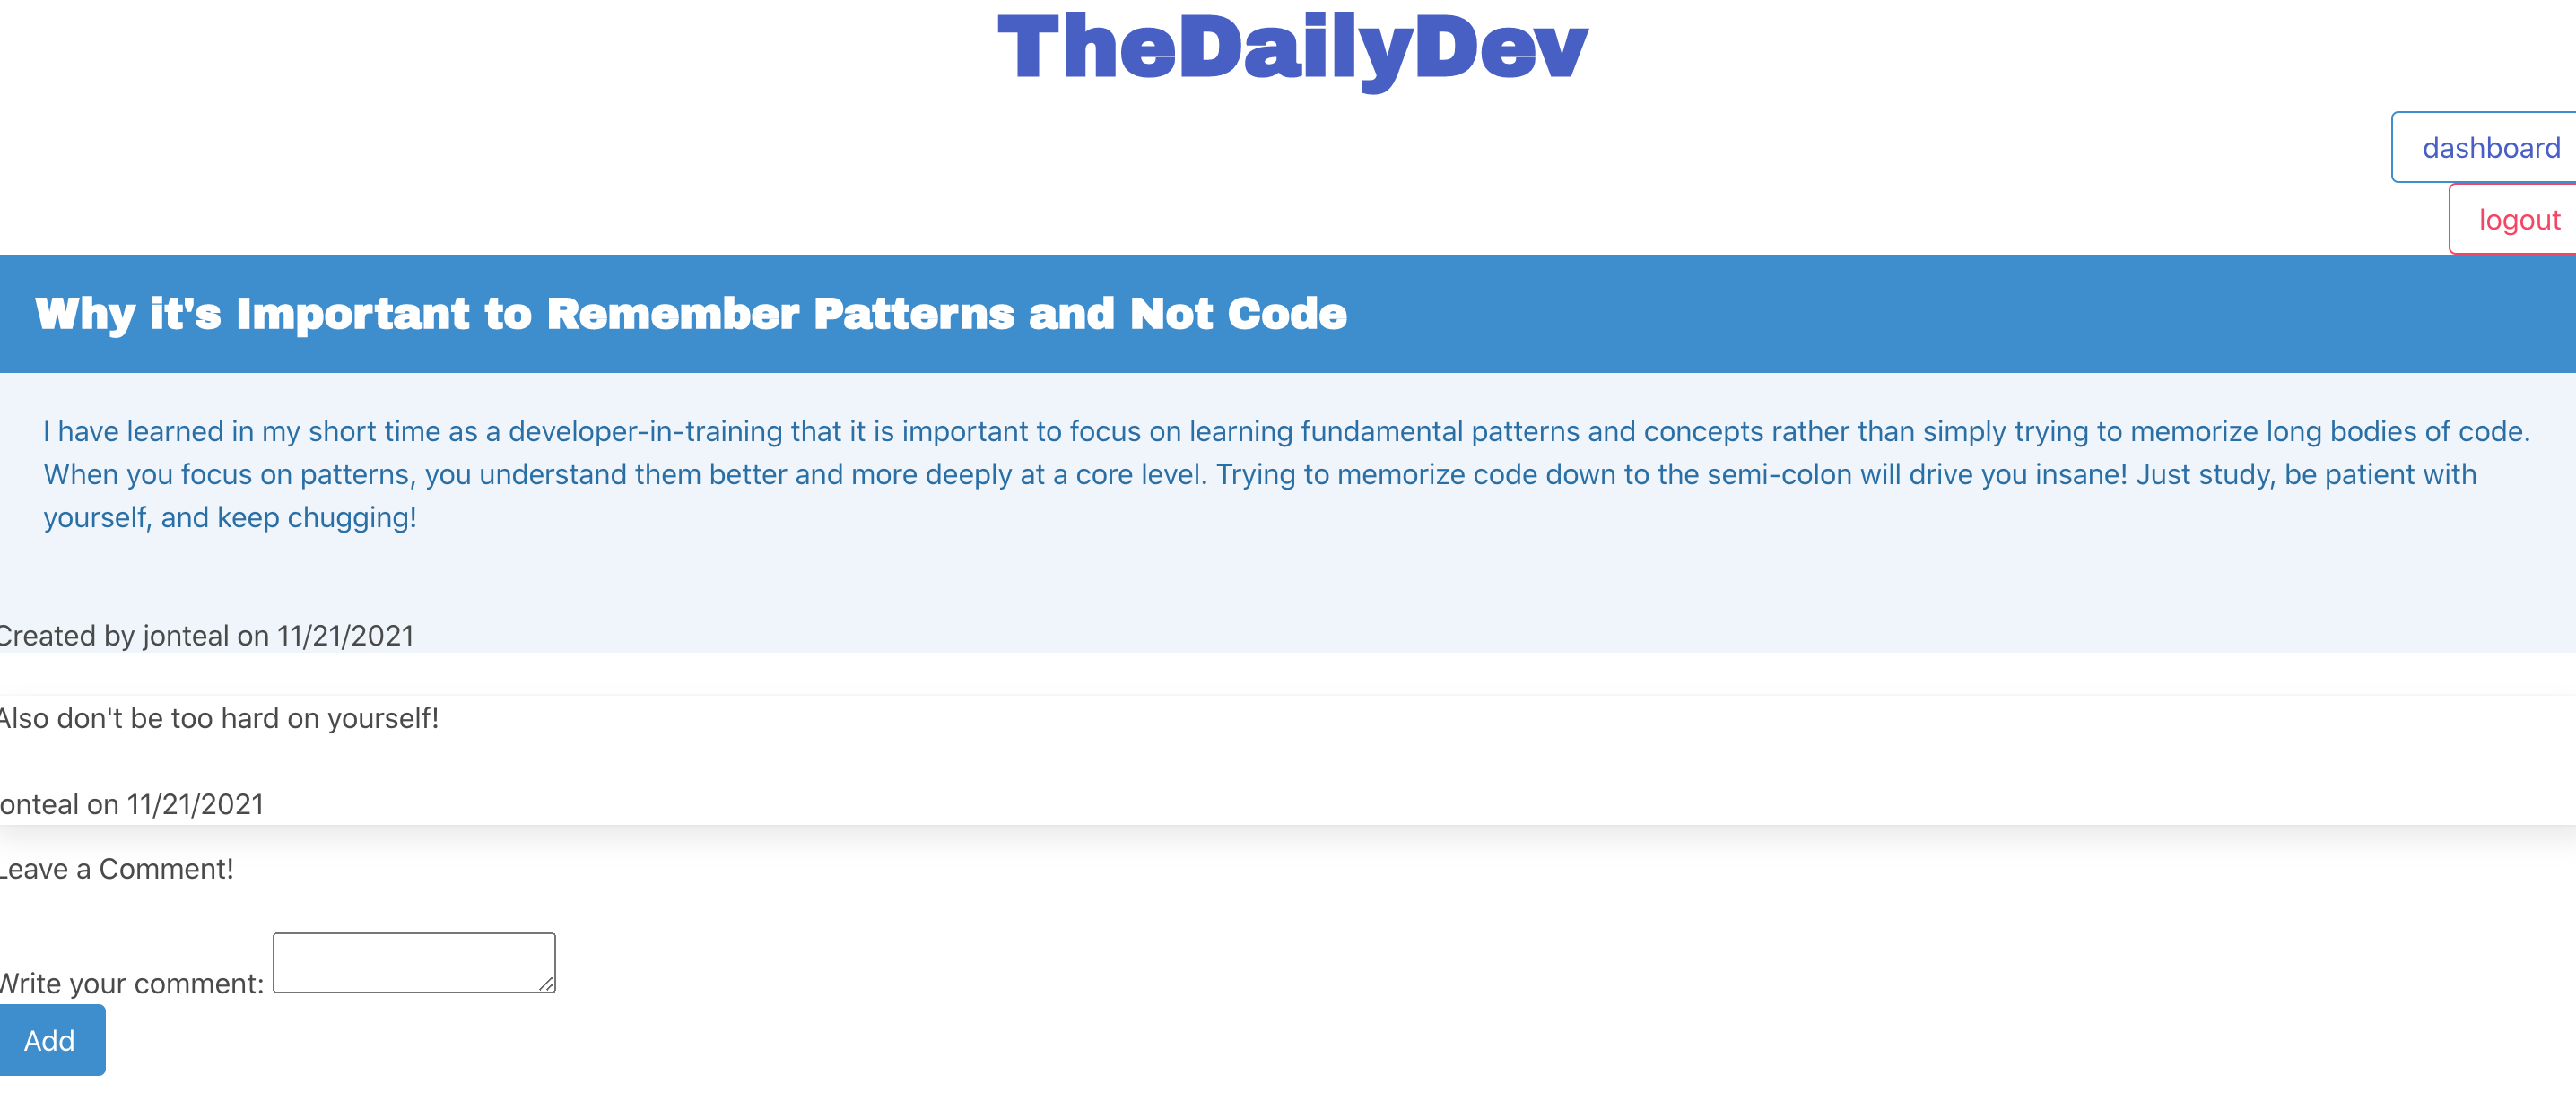 TheDailyDev
dashboard
logout
Why it's Important to Remember Patterns and Not Code
I have learned in my short time as a developer-in-training that it is important to focus on learning fundamental patterns and concepts rather than simply trying to memorize long bodies of code.
When you focus on patterns, you understand them better and more deeply at a core level. Trying to memorize code down to the semi-colon will drive you insane! Just study, be patient with
yourself, and keep chugging!
Created by jonteal on 11/21/2021
Also don't be too hard on yourself!
onteal on 11/21/2021
Leave a Comment!
Write your comment:
Add